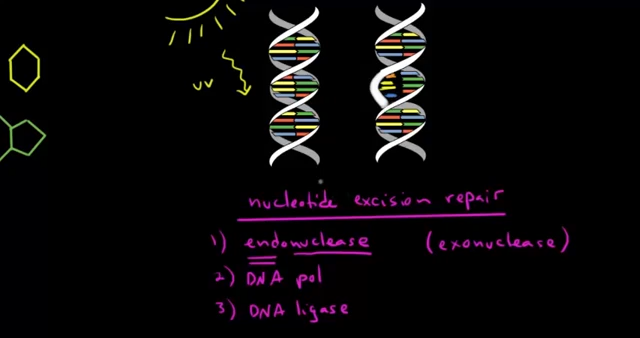 uv
nucleotide excision repair
1) endonuclease (exonuclease)
2) DNA pol
3) DNA ligase